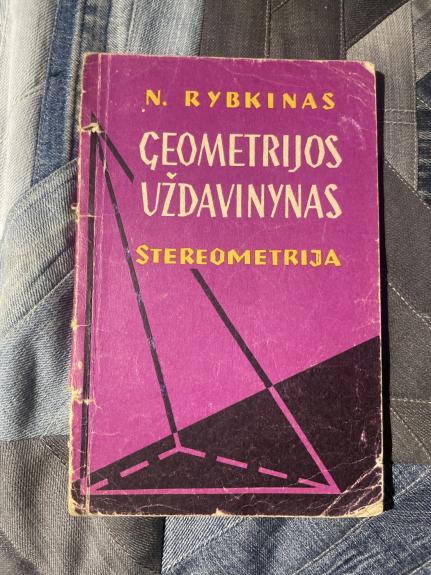 N. RYBKINAS
GEOMETRIJOS
UŽDAVINYNAS
STEREOMETRIJA